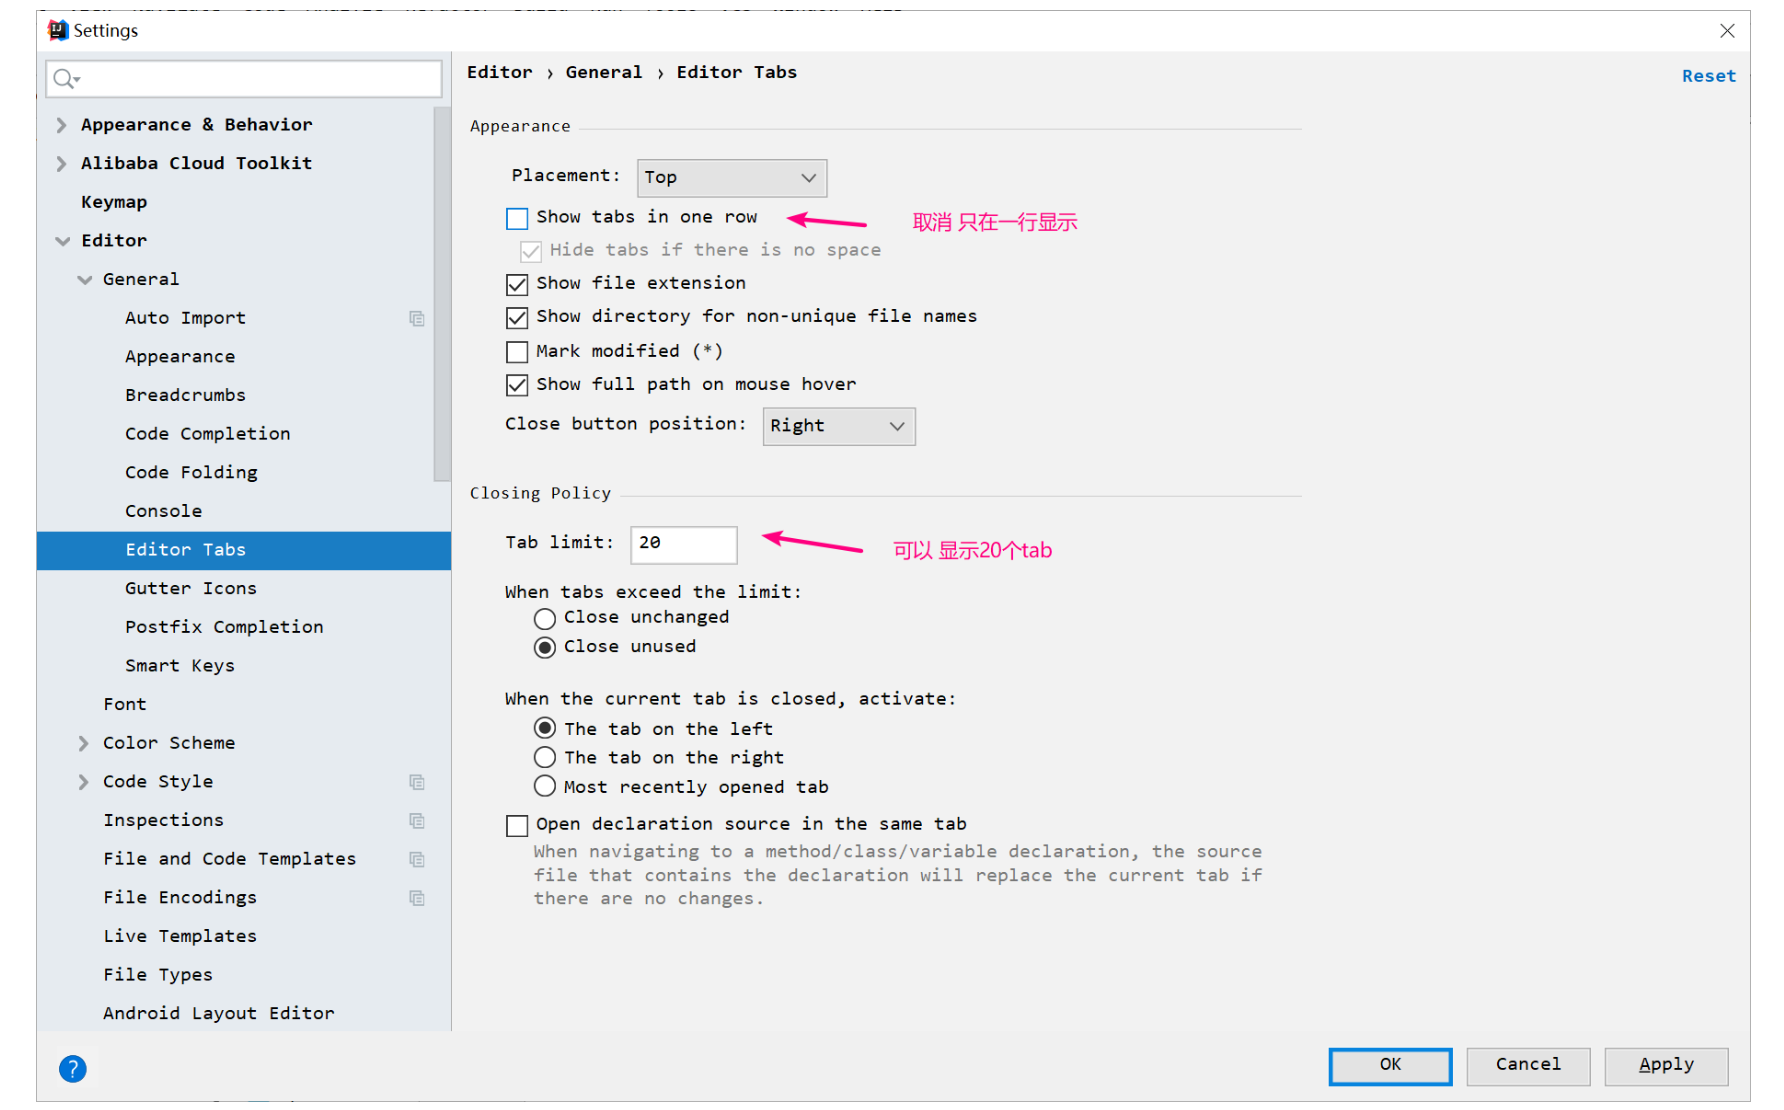 Settings
Editor › General › Editor Tabs
Reset
Appearance & Behavior
Alibaba Cloud Toolkit
Keymap
Editor
General
Auto Import
Appearance
Breadcrumbs
Code Completion
Code Folding
Console
Editor Tabs
Gutter Icons
Postfix Completion
Smart Keys
Font
Color Scheme
Code Style
Inspections
File and Code Templates
File Encodings
Live Templates
File Types
Android Layout Editor
Appearance
Placement: Top
Show tabs in one row
取消 只在一行显示
Hide tabs if there is no space
Show file extension
Show directory for non-unique file names
Mark modified (*)
Show full path on mouse hover
Close button position: Right
Closing Policy
Tab limit: 20
可以 显示20个tab
When tabs exceed the limit:
Close unchanged
Close unused
When the current tab is closed, activate:
The tab on the left
The tab on the right
Most recently opened tab
Open declaration source in the same tab
When navigating to a method/class/variable declaration, the source
file that contains the declaration will replace the current tab if
there are no changes.
?
OK
Cancel
Apply